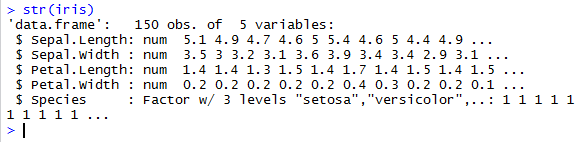 > str(iris)
'data.frame':   150 obs. of  5 variables:
 $ Sepal.Length: num  5.1 4.9 4.7 4.6 5 5.4 4.6 5 4.4 4.9 ...
 $ Sepal.Width : num  3.5 3 3.2 3.1 3.6 3.9 3.4 3.4 2.9 3.1 ...
 $ Petal.Length: num  1.4 1.4 1.3 1.5 1.4 1.7 1.4 1.5 1.4 1.5 ...
 $ Petal.Width : num  0.2 0.2 0.2 0.2 0.2 0.4 0.3 0.2 0.2 0.1 ...
 $ Species     : Factor w/ 3 levels "setosa","versicolor",..: 1 1 1 1 1
1 1 1 1 1 ...
>